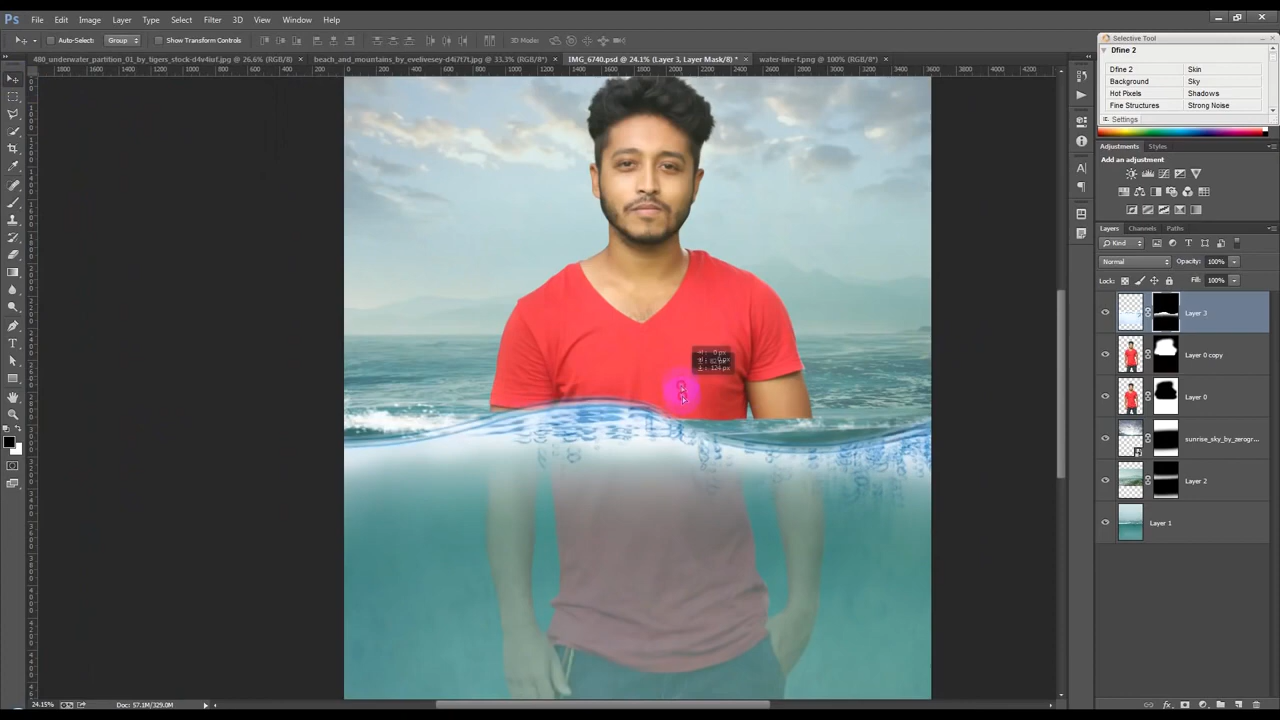 Ps File Edit Image Layer Type Select Filter 3D View Window Help
Auto-Select: Group Show Transform Controls 3D Mode:
Selective Tool
480_underwater_partition_01_by_tigers_stock-d4v4iuf.jpg @ 26.6% (RGB/8) × beach_and_mountains_by_evelivesey-d4i7f7t.jpg @ 33.3% (RGB/8*) × IMG_6740.psd @ 24.1% (Layer 3, Layer Mask/8) * × water-line-f.png @ 100% (RGB/8*) ×
Dfine 2
Dfine 2 Skin
Background Sky
Hot Pixels Shadows
Fine Structures Strong Noise
Settings
Adjustments Styles
Add an adjustment
Layers Channels Paths
Kind
Normal Opacity: 100%
Lock: Fill: 100%
Layer 3
Layer 0 copy
Layer 0
sunrise_sky_by_zerogr...
Layer 2
Layer 1
24.15% Doc: 57.1M/329.0M